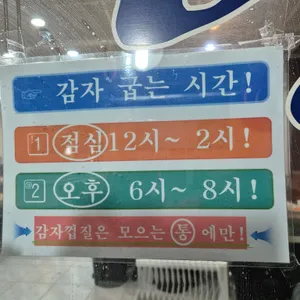 ☞ 감자 굽는 시간!
1 점심 12시~ 2시!
2 오후 6시~ 8시!
감자껍질은 모으는 통에만!